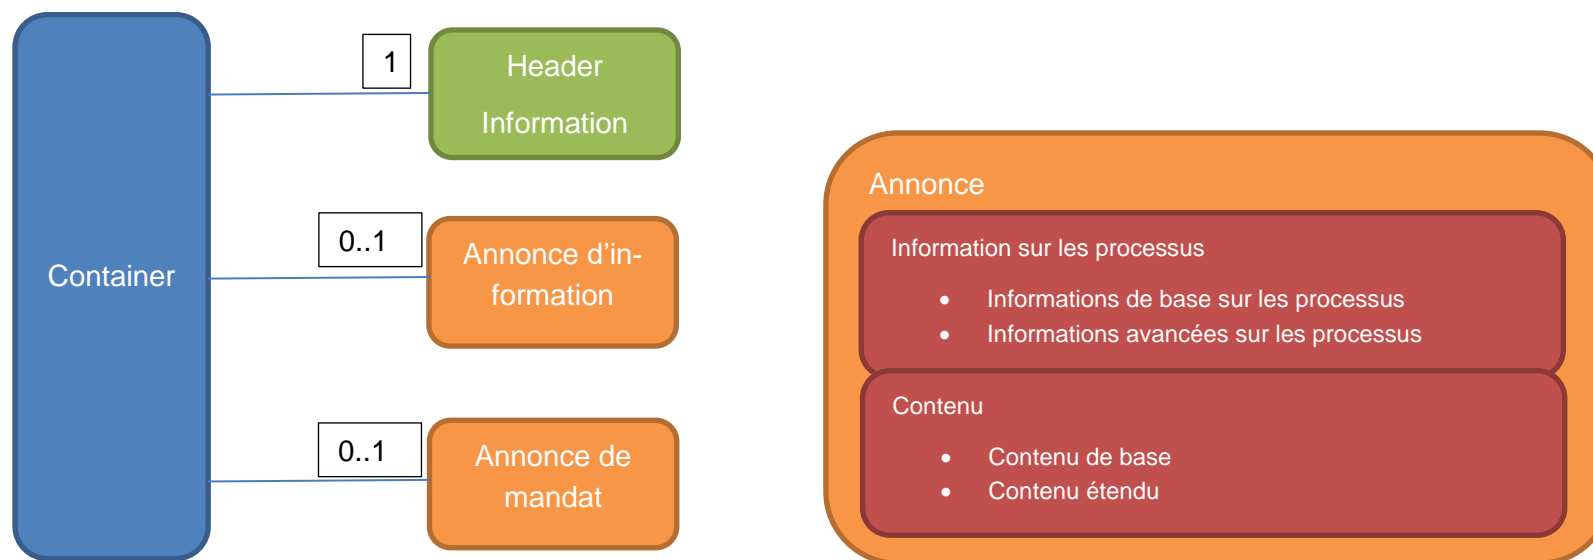 Container
1
Header
Information
0..1
Annonce d’in-
formation
0..1
Annonce de
mandat
Annonce
Information sur les processus
• Informations de base sur les processus
• Informations avancées sur les processus
Contenu
• Contenu de base
• Contenu étendu